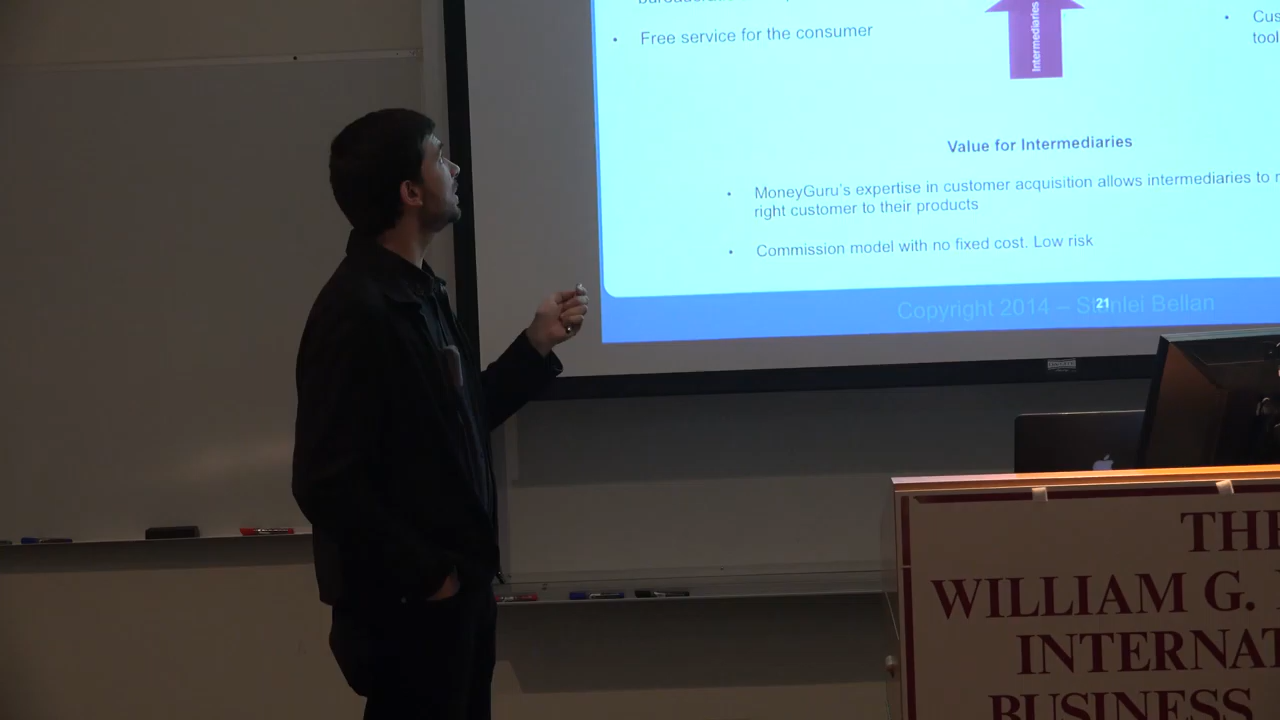 Free service for the consumer
Intermediaries
Cus
tool
Value for Intermediaries
MoneyGuru's expertise in customer acquisition allows intermediaries to
right customer to their products
Commission model with no fixed cost. Low risk
Copyright 2014 – Stanlei Bellan
21
THE
WILLIAM G.
INTERNAT
BUSINESS